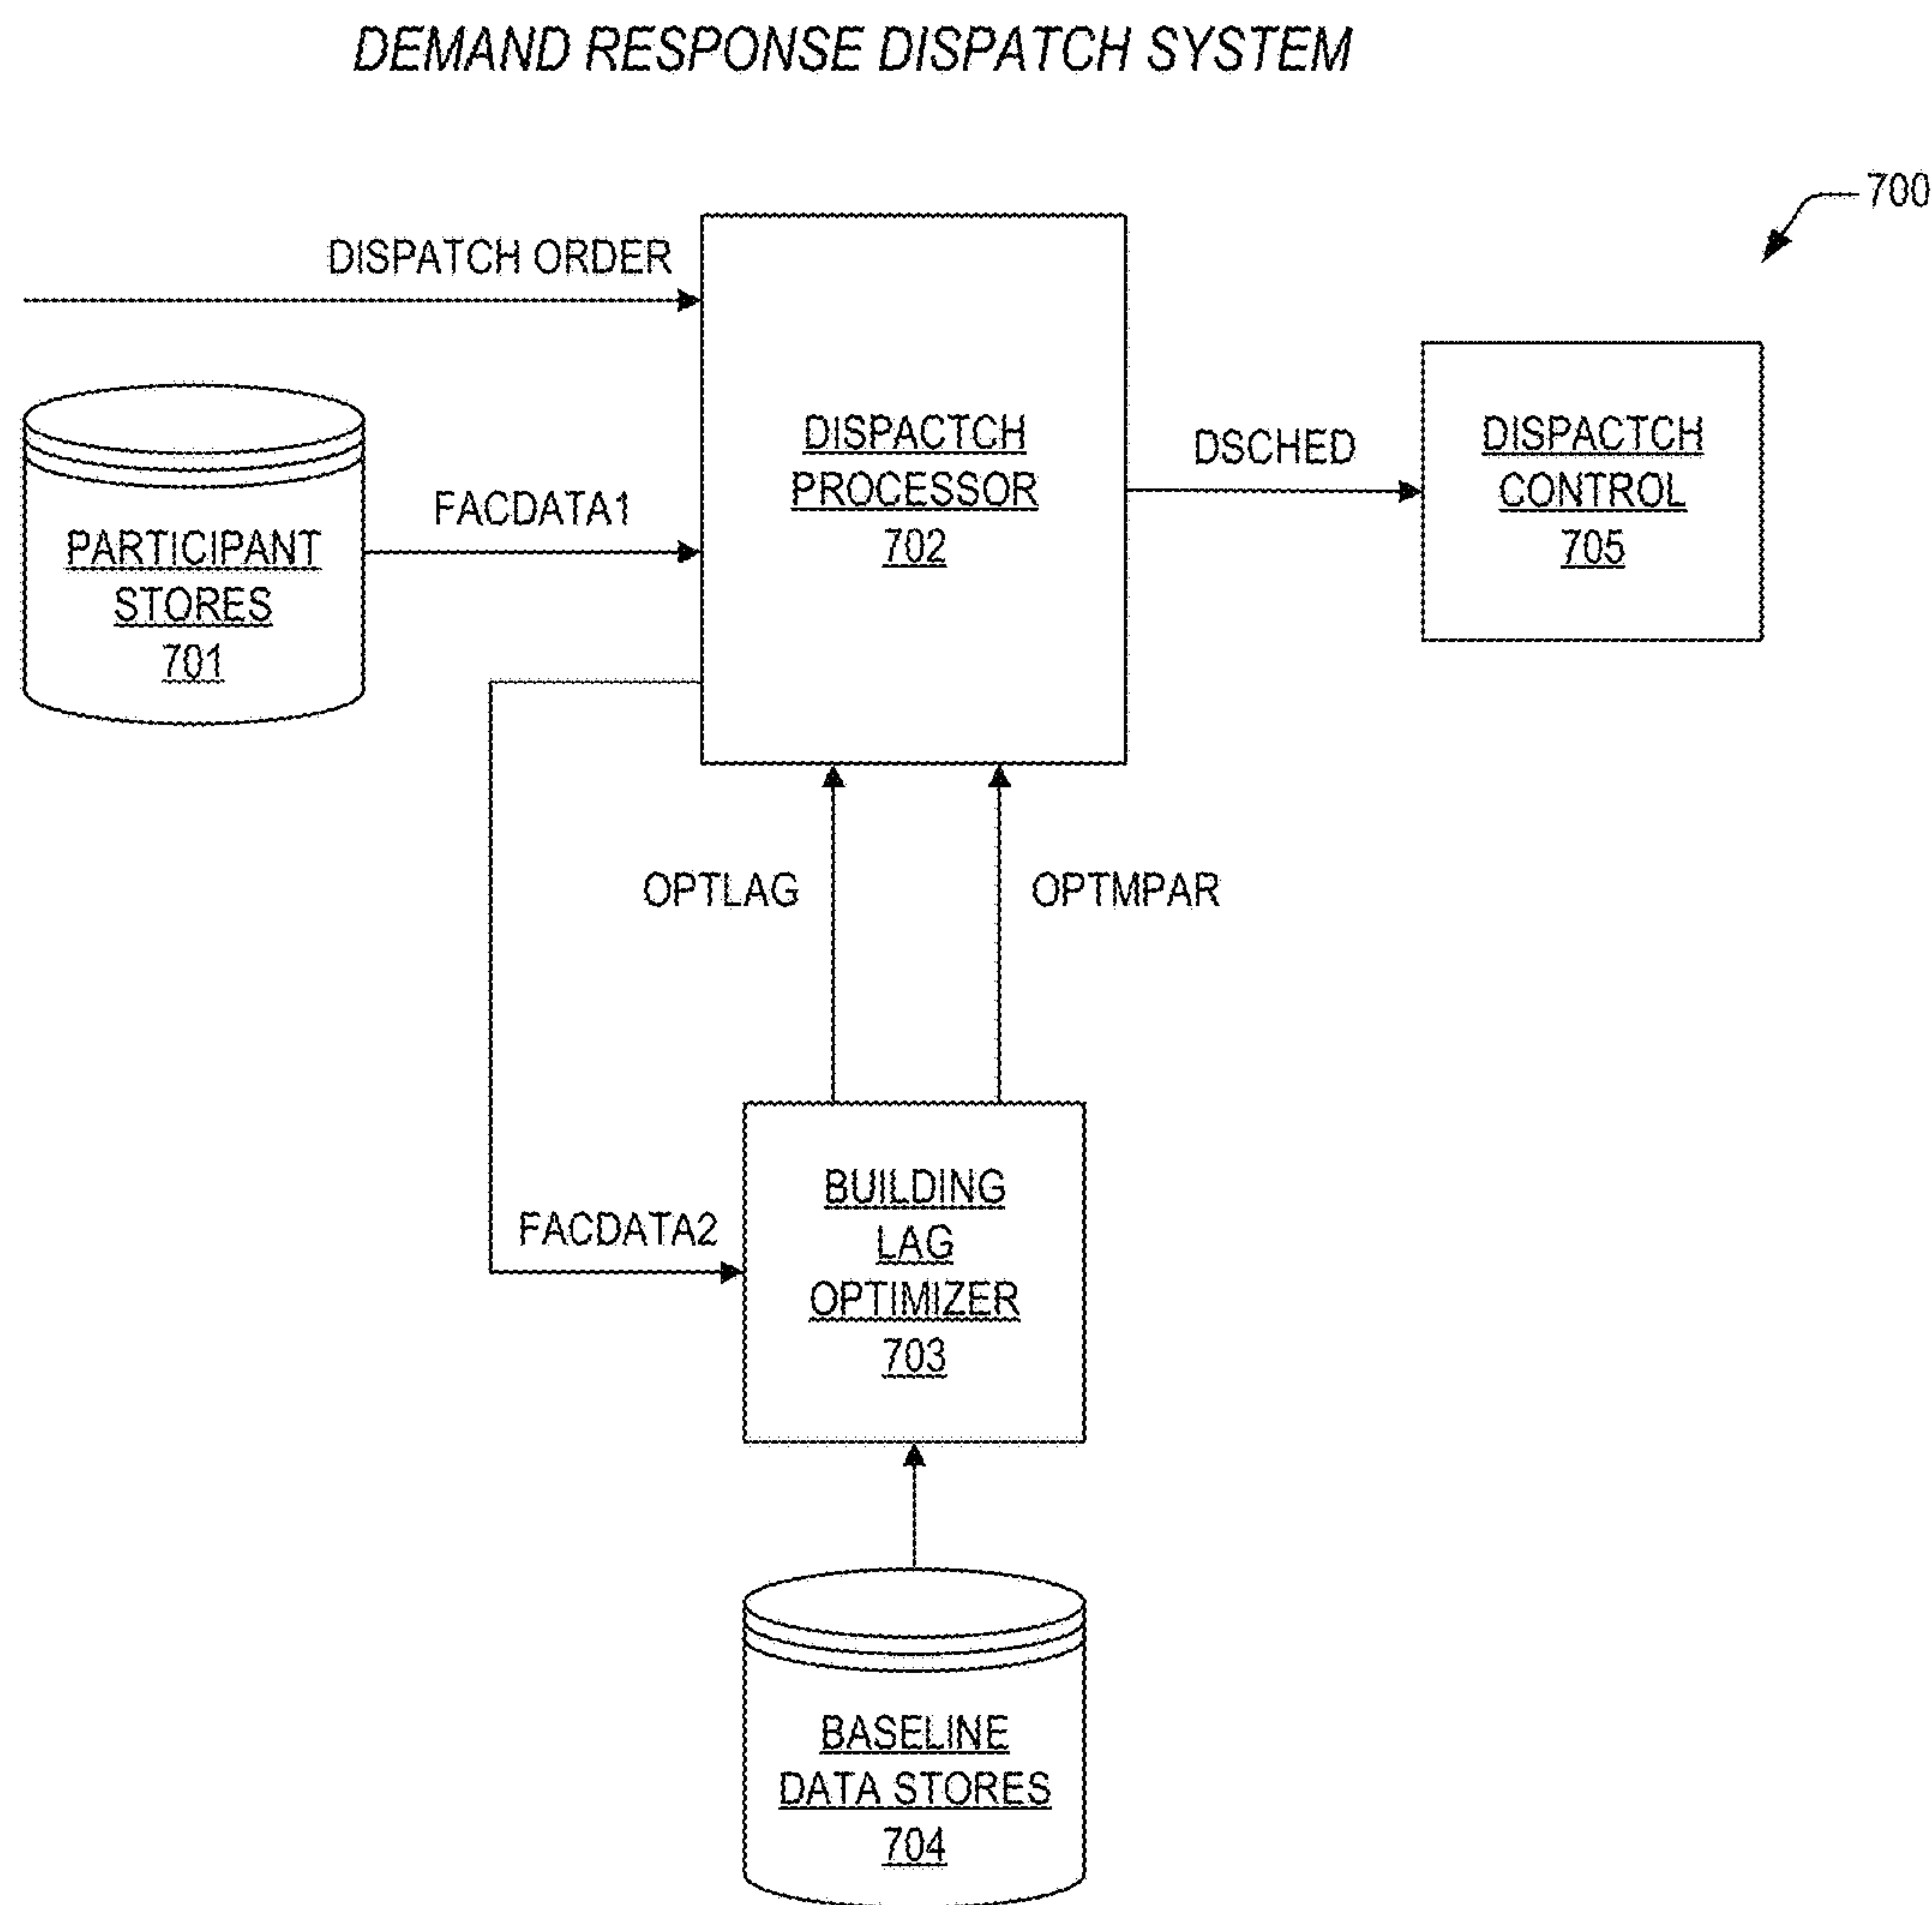 DEMAND RESPONSE DISPATCH SYSTEM
700
DISPATCH ORDER
DISPACTCH
PROCESSOR
702
DSCHED
DISPACTCH
CONTROL
705
FACDATA1
PARTICIPANT
STORES
701
OPTLAG
OPTMPAR
FACDATA2
BUILDING
LAG
OPTIMIZER
703
BASELINE
DATA STORES
704